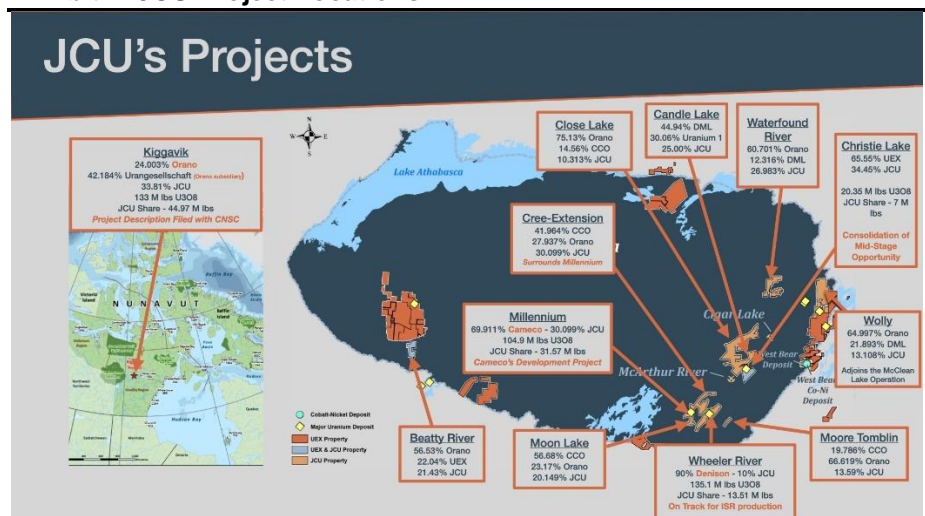 JCU's Projects
Kiggavik
24.003% Orano
42.184% Urangesellschaft (Orano subsidiary)
33.81% JCU
133 M lbs U3O8
JCU Share - 44.97 M lbs
Project Description Filed with CNSC
N
W
E
S
Lake Athabasca
Close Lake
75.13% Orano
14.56% CCO
10.313% JCU
Candle Lake
44.94% DML
30.06% Uranium 1
25.00% JCU
Waterfound
River
60.701% Orano
12.316% DML
26.983% JCU
Christie Lake
65.55% UEX
34.45% JCU
20.35 M lbs U3O8
JCU Share - 7 M
lbs
Consolidation of
Mid-Stage
Opportunity
Cree-Extension
41.964% CCO
27.937% Orano
30.099% JCU
Surrounds Millennium
Millennium
69.911% Cameco - 30.099% JCU
104.9 M lbs U3O8
JCU Share - 31.57 M lbs
Cameco's Development Project
Cigar Lake
McArthur River
West Bear
Deposit
West Bear
Co-Ni
Deposit
Wolly
64.997% Orano
21.893% DML
13.108% JCU
Adjoins the McClean
Lake Operation
NUNAVUT
Baffin Bay
Victoria
Island
Hudson Bay
Cobalt-Nickel Deposit
Major Uranium Deposit
UEX Property
UEX & JCU Property
JCU Property
Beatty River
56.53% Orano
22.04% UEX
21.43% JCU
Moon Lake
56.68% CCO
23.17% Orano
20.149% JCU
Wheeler River
90% Denison - 10% JCU
135.1 M lbs U3O8
JCU Share - 13.51 M lbs
On Track for ISR production
Moore Tomblin
19.786% CCO
66.619% Orano
13.59% JCU